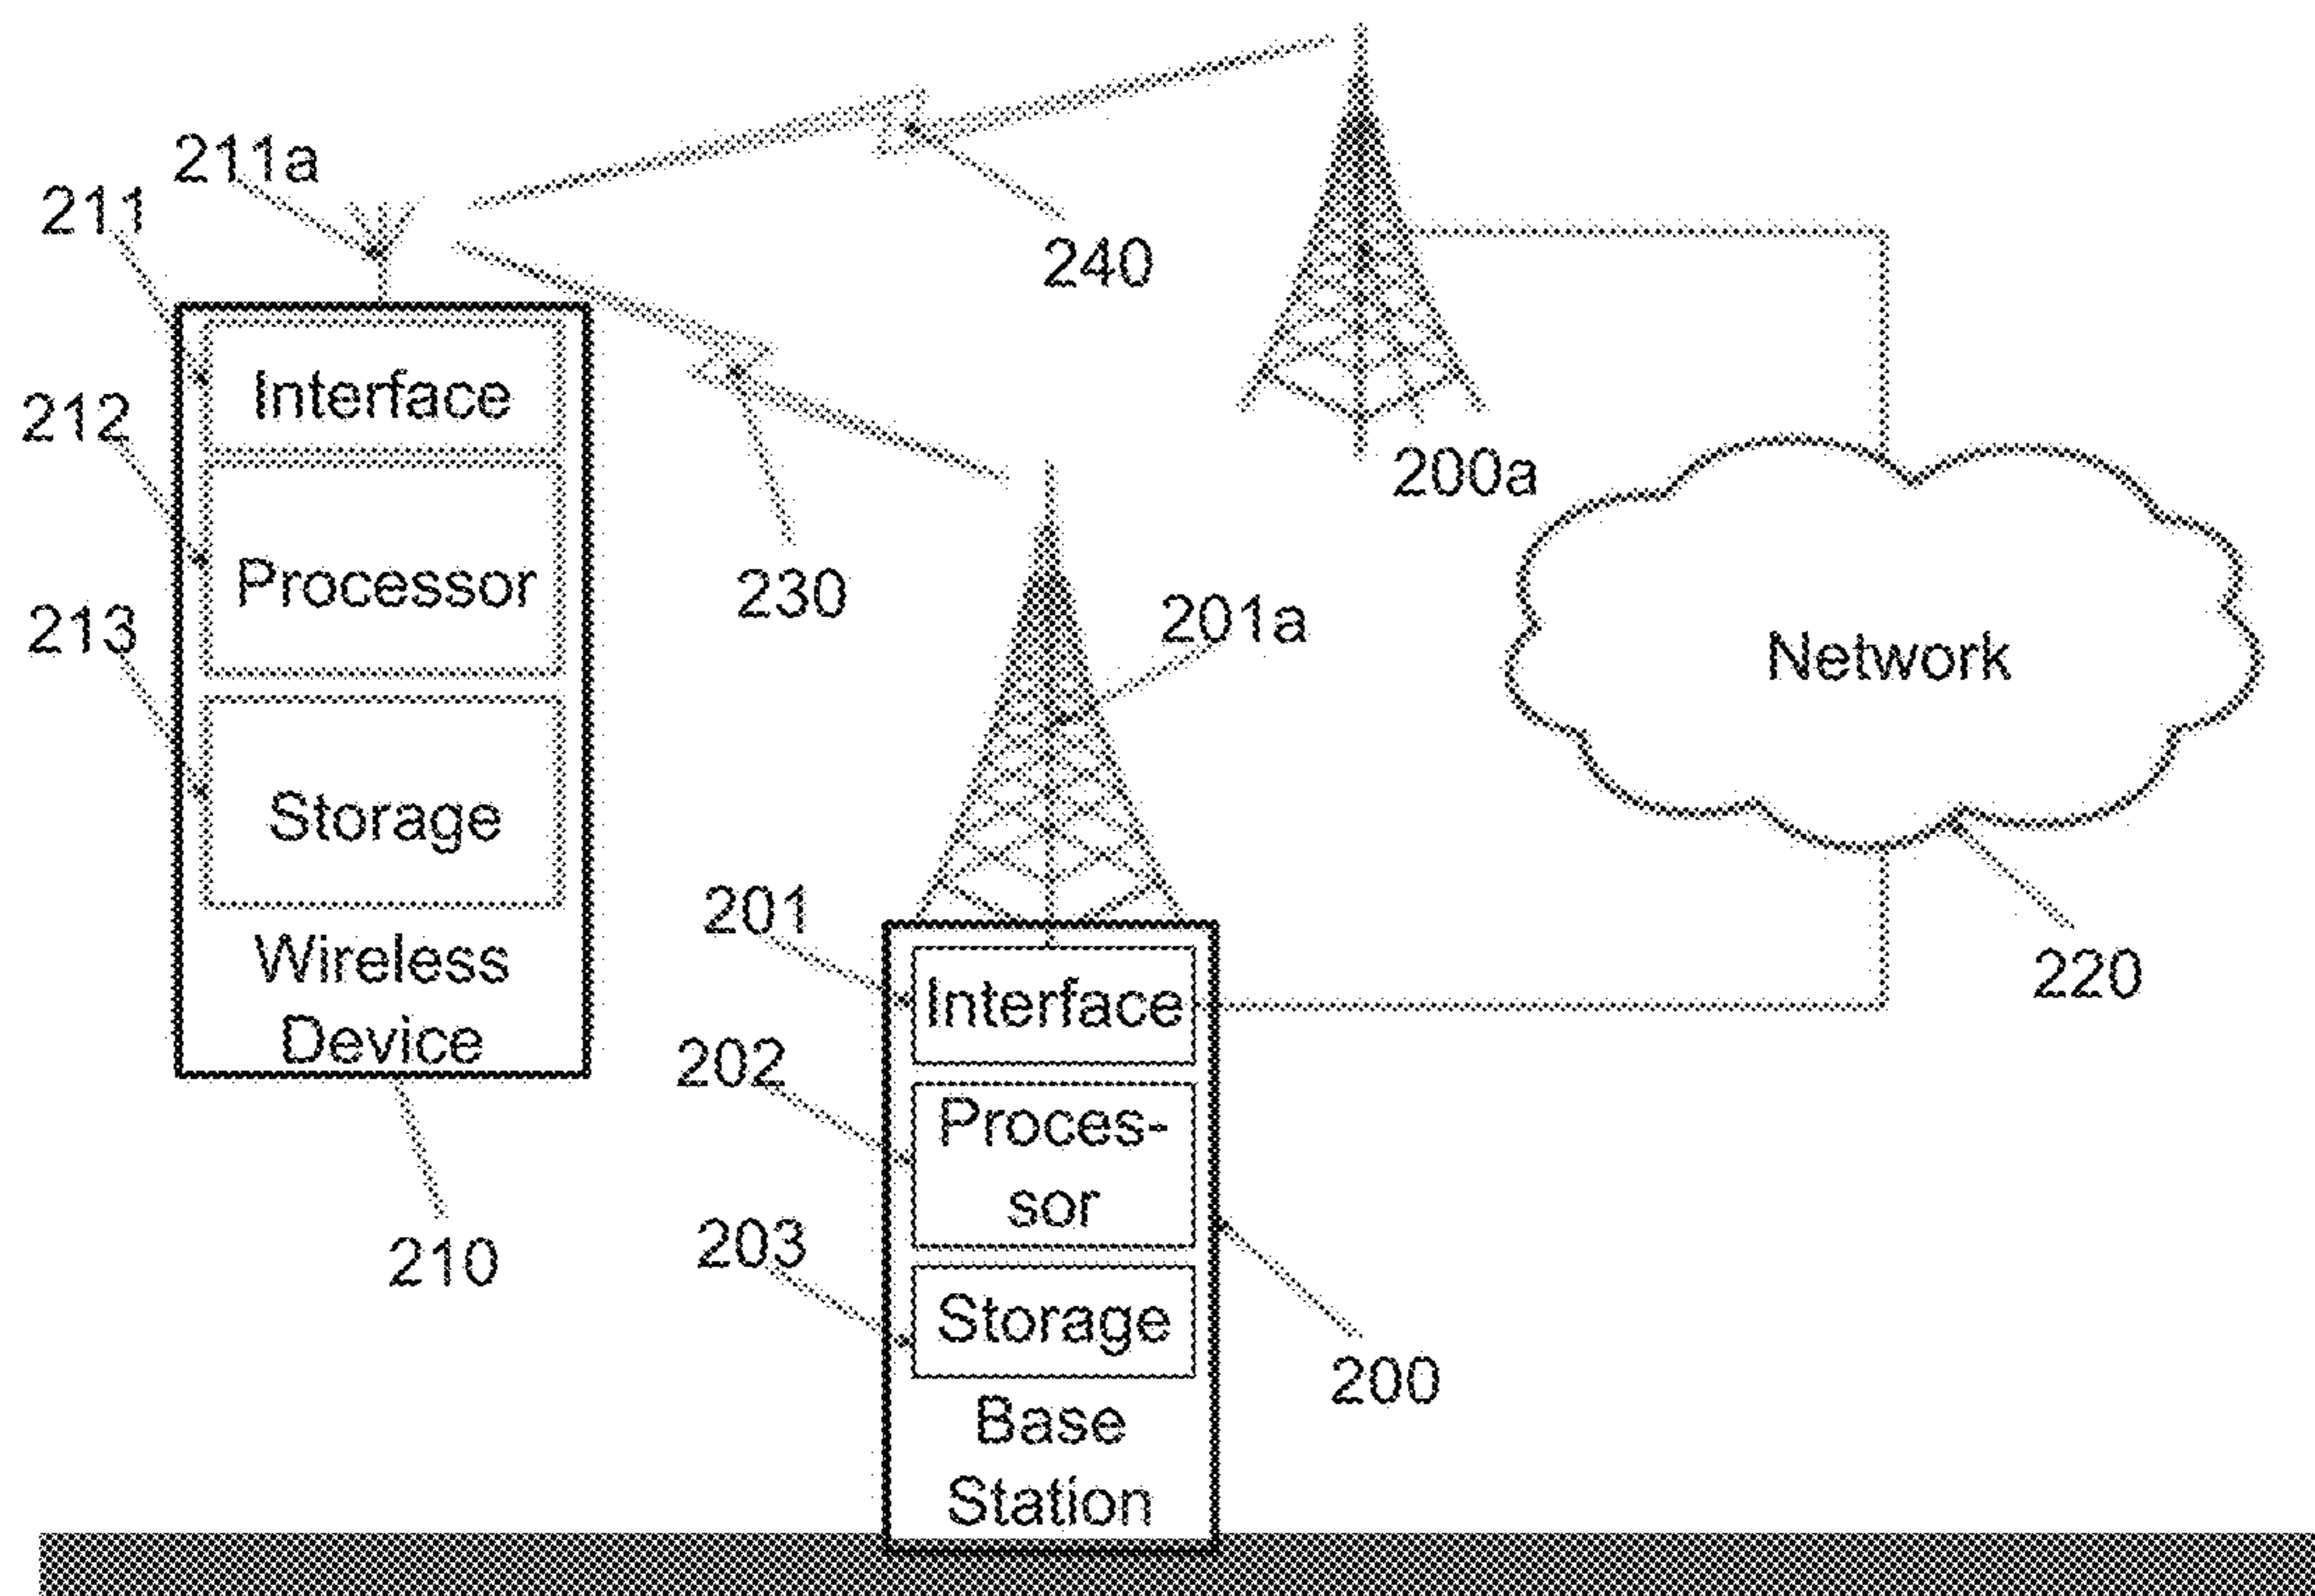 211a
211
240
Interface
212
200a
Processor
230
213
201a
Network
Storage
201
Wireless
Device
Interface
220
202
Proces-
sor
210
203
Storage
200
Base
Station